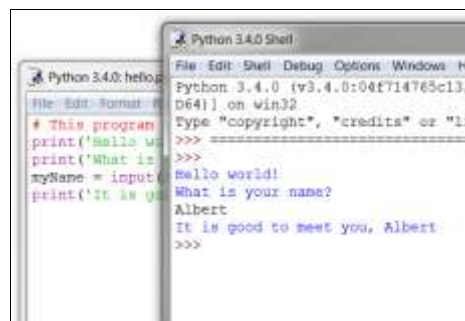 Python 3.4.0: hello.p
File Edit Format R
# This program
print('Hello wo
print('What is
myName = input(
print('It is go
Python 3.4.0 Shell
File Edit Shell Debug Options Windows H
Python 3.4.0 (v3.4.0:04f714765c13
D64)] on win32
Type "copyright", "credits" or "li
>>> ================================
>>>
Hello world!
What is your name?
Albert
It is good to meet you, Albert
>>>